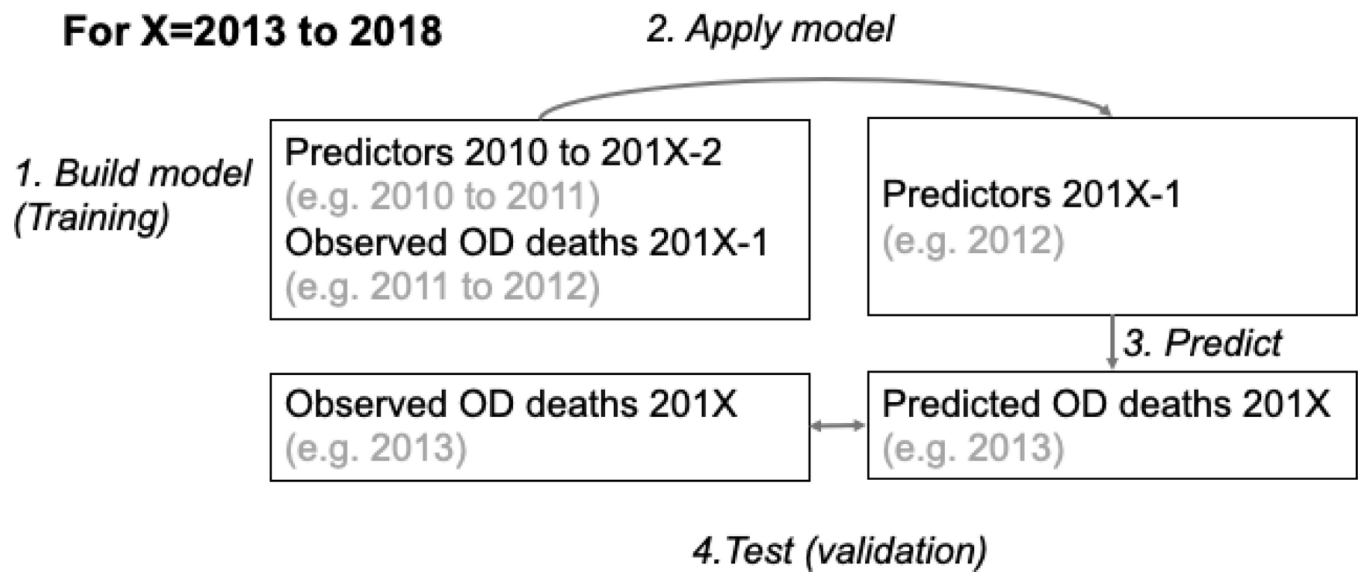 For X=2013 to 2018
2. Apply model
1. Build model
(Training)
Predictors 2010 to 201X-2
(e.g. 2010 to 2011)
Observed OD deaths 201X-1
(e.g. 2011 to 2012)
Predictors 201X-1
(e.g. 2012)
3. Predict
Observed OD deaths 201X
(e.g. 2013)
Predicted OD deaths 201X
(e.g. 2013)
4.Test (validation)